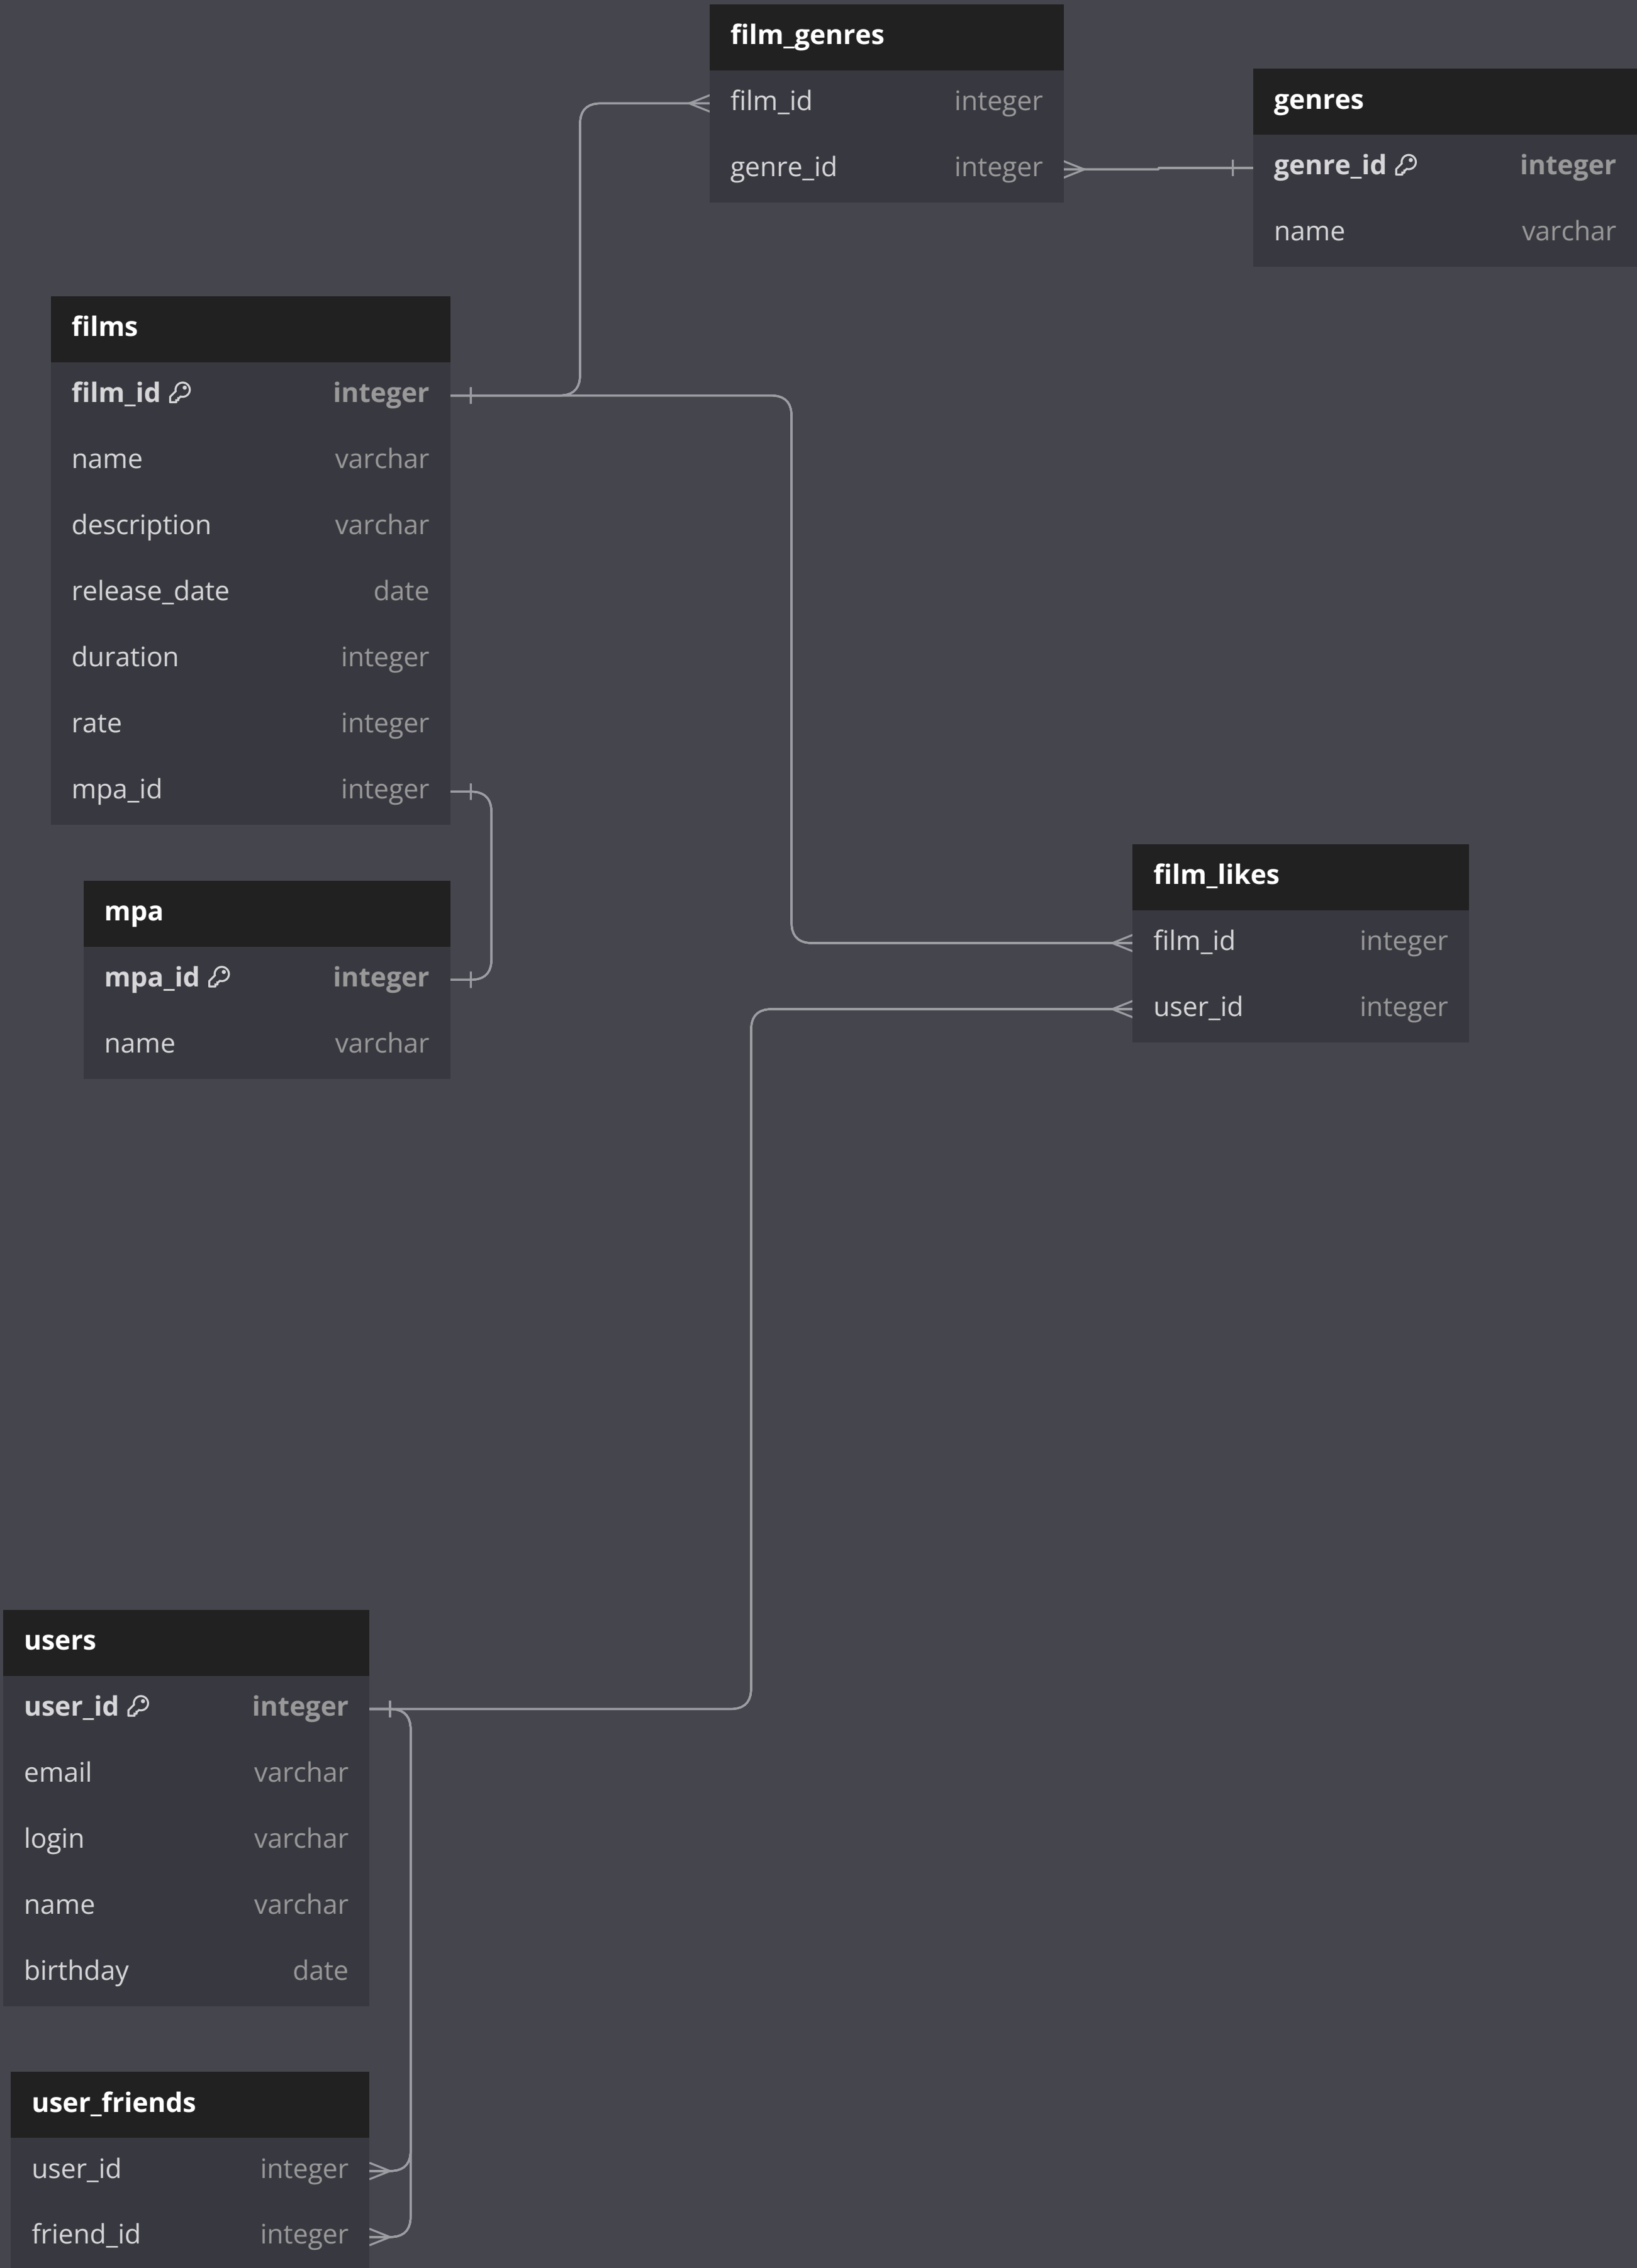 film_genres
film_id integer
genre_id integer
genres
genre_id integer
name varchar
films
film_id integer
name varchar
description varchar
release_date date
duration integer
rate integer
mpa_id integer
mpa
mpa_id integer
name varchar
film_likes
film_id integer
user_id integer
users
user_id integer
email varchar
login varchar
name varchar
birthday date
user_friends
user_id integer
friend_id integer